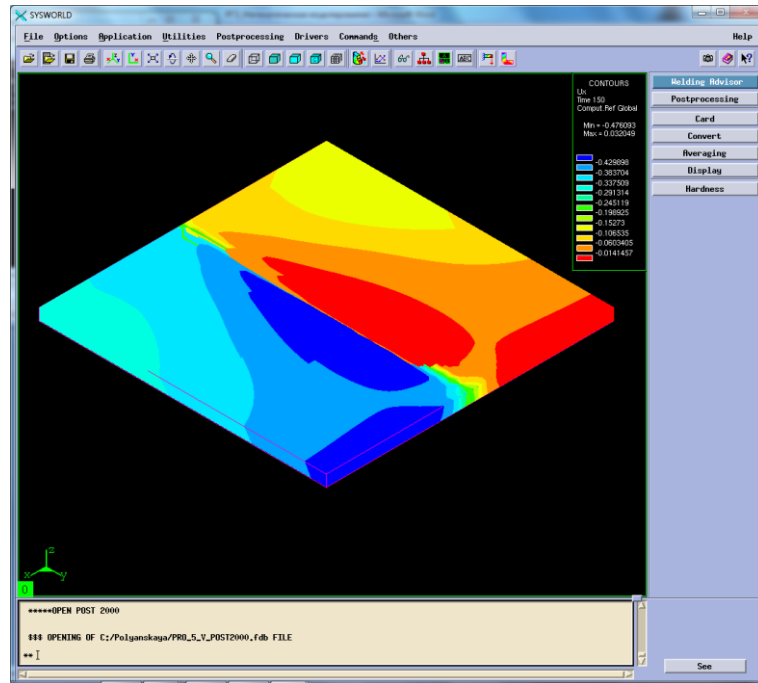 SYSWORLD
File Options Application Utilities Postprocessing Drivers Commands Others Help
CONTOURS
Ux
Time 150
Comput.Ref Global
Min = -0.476093
Max = 0.032049
-0.429898
-0.383704
-0.337509
-0.291314
-0.245119
-0.198925
-0.15273
-0.106535
-0.0603405
-0.0141457
Welding Advisor
Postprocessing
Card
Convert
Averaging
Display
Hardness
z
x y
0
*****OPEN POST 2000
$$$ OPENING OF C:/Polyanskaya/PRO_5_V_POST2000.fdb FILE
**
See